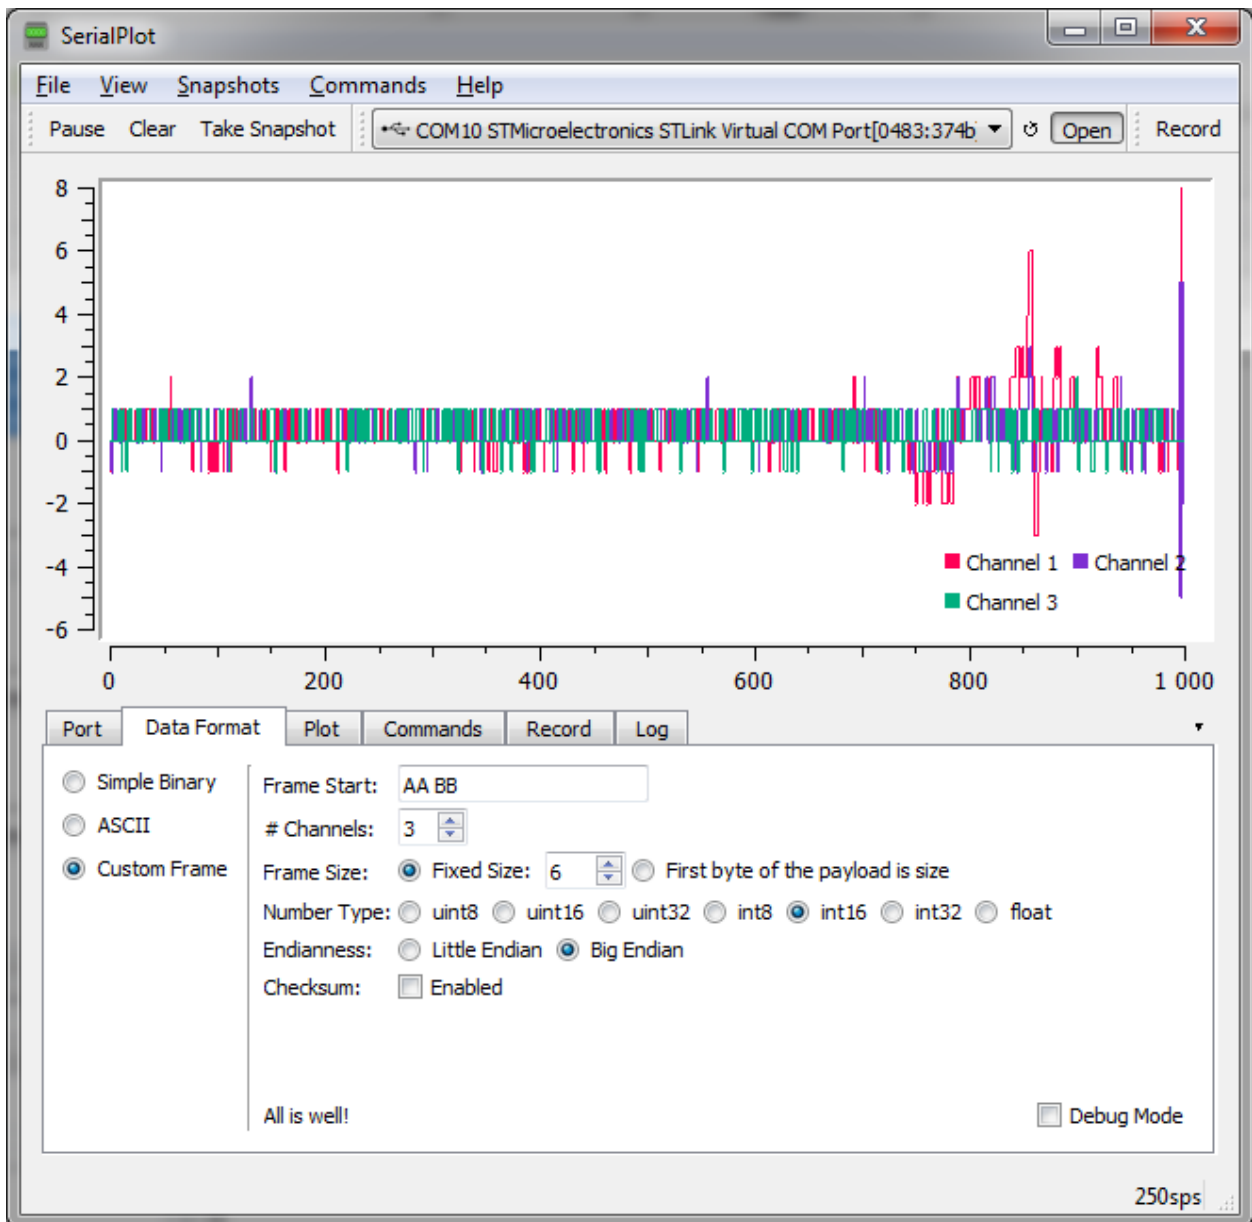 SerialPlot
File View Snapshots Commands Help
Pause Clear Take Snapshot COM10 STMicroelectronics STLink Virtual COM Port[0483:374b] Open Record
8
6
4
2
0
-2
-4
-6
Channel 1 Channel 2
Channel 3
0 200 400 600 800 1 000
Port Data Format Plot Commands Record Log
Simple Binary
ASCII
Custom Frame
Frame Start: AA BB
# Channels: 3
Frame Size: Fixed Size: 6 First byte of the payload is size
Number Type: uint8 uint16 uint32 int8 int16 int32 float
Endianness: Little Endian Big Endian
Checksum: Enabled
All is well! Debug Mode
250sps